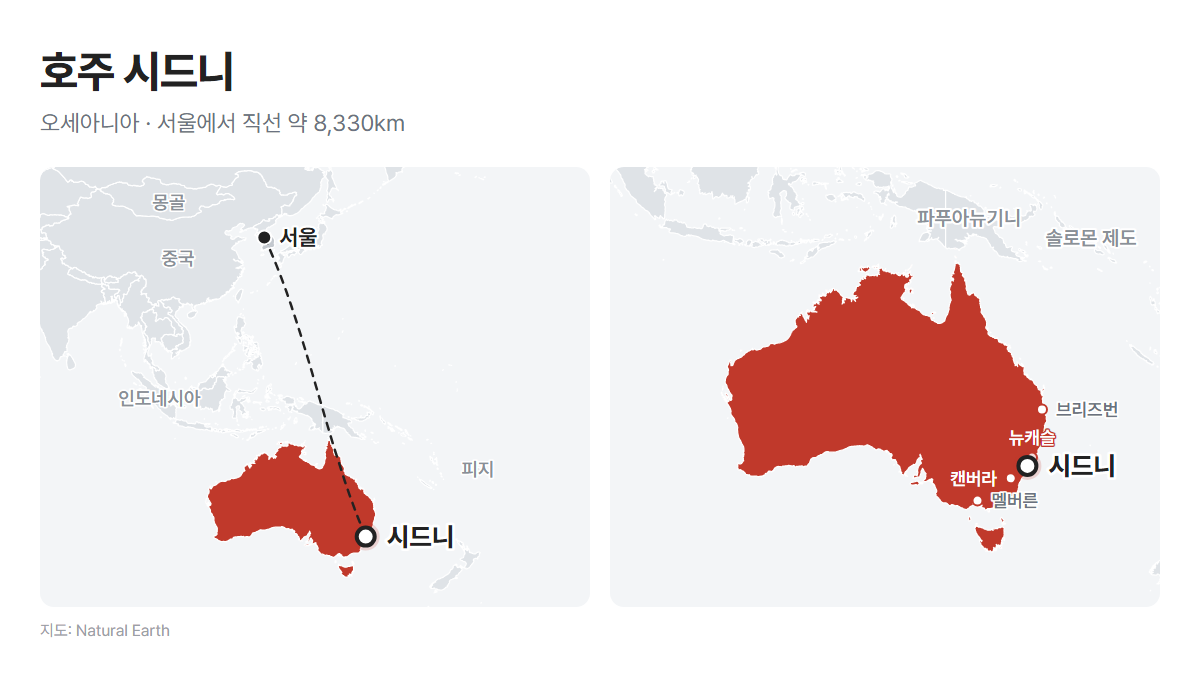 호주 시드니
오세아니아 · 서울에서 직선 약 8,330km
몽골
서울
중국
인도네시아
피지
시드니
파푸아뉴기니
솔로몬 제도
브리즈번
뉴캐슬
시드니
캔버라
멜버른
지도: Natural Earth